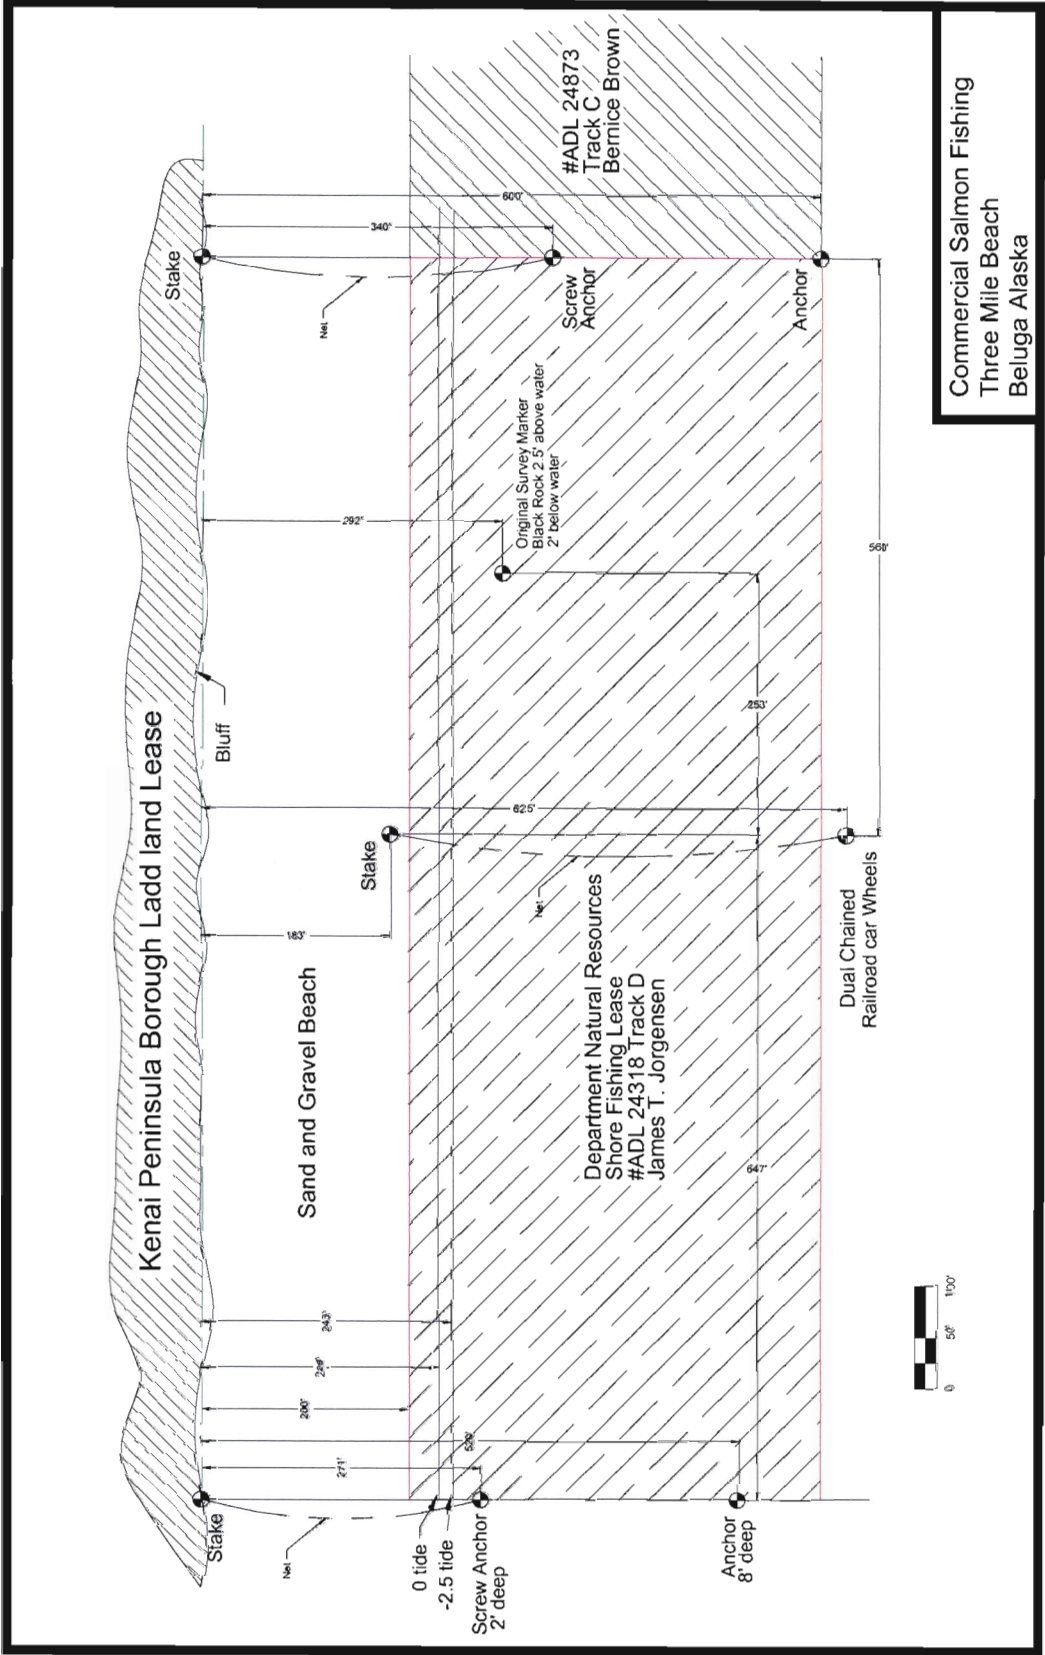 Kenai Peninsula Borough Ladd land Lease
Bluff
Sand and Gravel Beach
Stake
Stake
Stake
Net
Net
Net
0 tide
-2.5 tide
Screw Anchor
2' deep
Anchor
8' deep
271'
520'
200'
243'
183'
625'
292'
340'
600'
253'
647'
Original Survey Marker
Black Rock 2.5' above water
2' below water
Screw
Anchor
Anchor
#ADL 24873
Track C
Bernice Brown
Department Natural Resources
Shore Fishing Lease
#ADL 24318 Track D
James T. Jorgensen
Dual Chained
Railroad car Wheels
0
50'
100'
Commercial Salmon Fishing
Three Mile Beach
Beluga Alaska